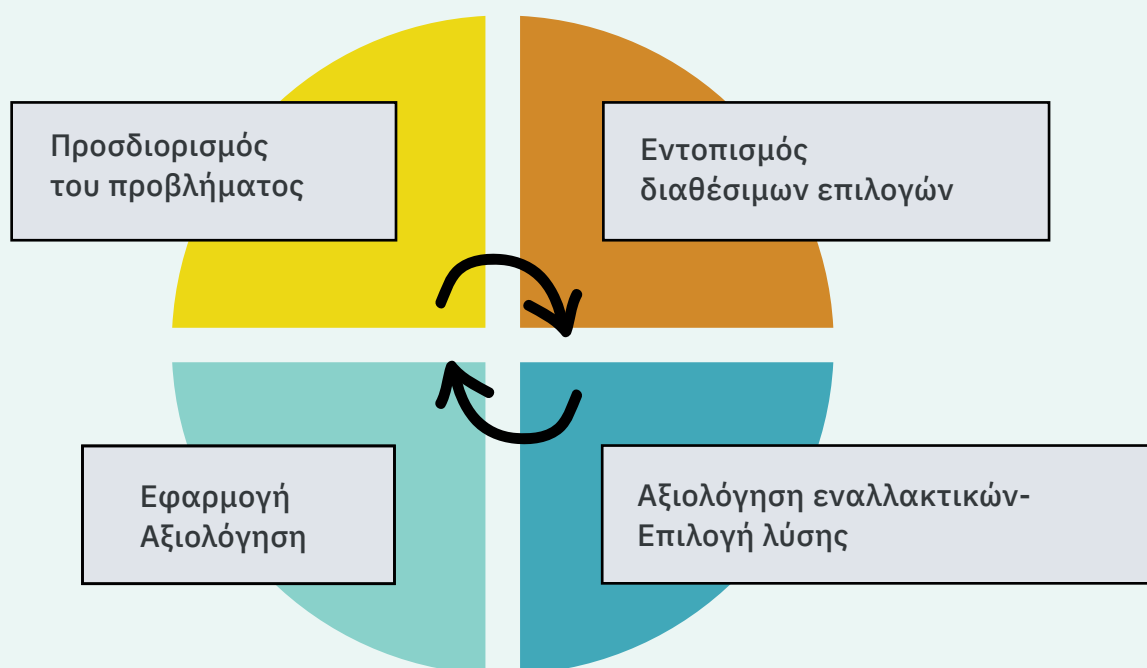 Προσδιορισμός
του προβλήματος
Εντοπισμός
διαθέσιμων επιλογών
Εφαρμογή
Αξιολόγηση
Αξιολόγηση εναλλακτικών-
Επιλογή λύσης